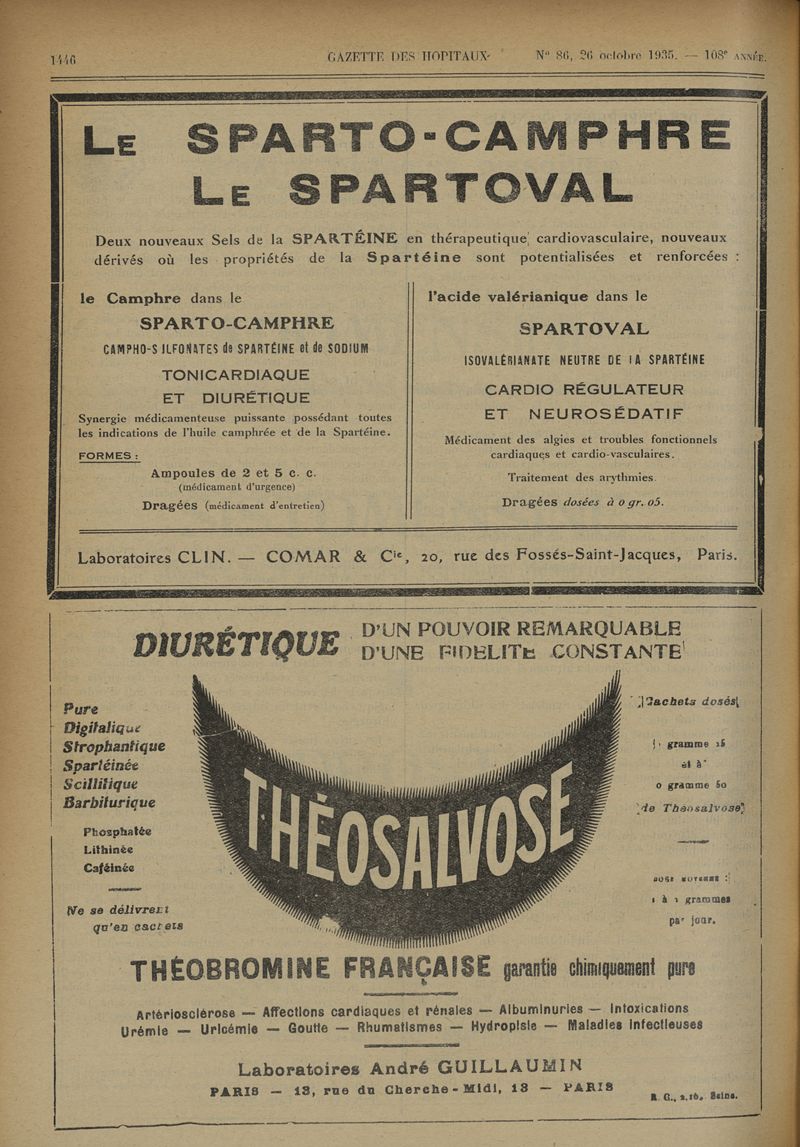 1446 GAZETTE DES HOPITAUX N° 86, 26 octobre 1935. — 108e ANNÉE.
LE SPARTO-CAMPHRE
LE SPARTOVAL
Deux nouveaux Sels de la SPARTÉINE en thérapeutique cardiovasculaire, nouveaux
dérivés où les propriétés de la Spartéine sont potentialisées et renforcées :
le Camphre dans le
SPARTO-CAMPHRE
CAMPHO-S ILFONATES de SPARTÉINE et de SODIUM
TONICARDIAQUE
ET DIURÉTIQUE
Synergie médicamenteuse puissante possédant toutes
les indications de l'huile camphrée et de la Spartéine.
FORMES :
Ampoules de 2 et 5 c. c.
(médicament d'urgence)
Dragées (médicament d'entretien)
l'acide valérianique dans le
SPARTOVAL
ISOVALÉRIANATE NEUTRE DE LA SPARTÉINE
CARDIO RÉGULATEUR
ET NEUROSÉDATIF
Médicament des algies et troubles fonctionnels
cardiaques et cardio-vasculaires.
Traitement des arythmies
Dragées dosées à 0 gr. 05.
Laboratoires CLIN. — COMAR & Cie, 20, rue des Fossés-Saint-Jacques, Paris.
DIURÉTIQUE
D'UN POUVOIR REMARQUABLE
D'UNE FIDELITE CONSTANTE
Pure
Digitalique
Strophantique
Spartéinée
Scillitique
Barbiturique
Phosphatée
Lithinée
Caféinée
Ne se délivrent
qu'en cachets
THÉOSALVOSE
Cachets dosés
gramme
et à
0 gramme 50
de Théosalvose
1 à 2 grammes
par jour.
THÉOBROMINE FRANÇAISE garantie chimiquement pure
Artériosclérose — Affections cardiaques et rénales — Albuminuries — Intoxications
Urémie — Uricémie — Goutte — Rhumatismes — Hydropisie — Maladies Infectieuses
Laboratoires André GUILLAUMIN
PARIS — 13, rue du Cherche-Midi, 13 — PARIS
R. C., Seine.